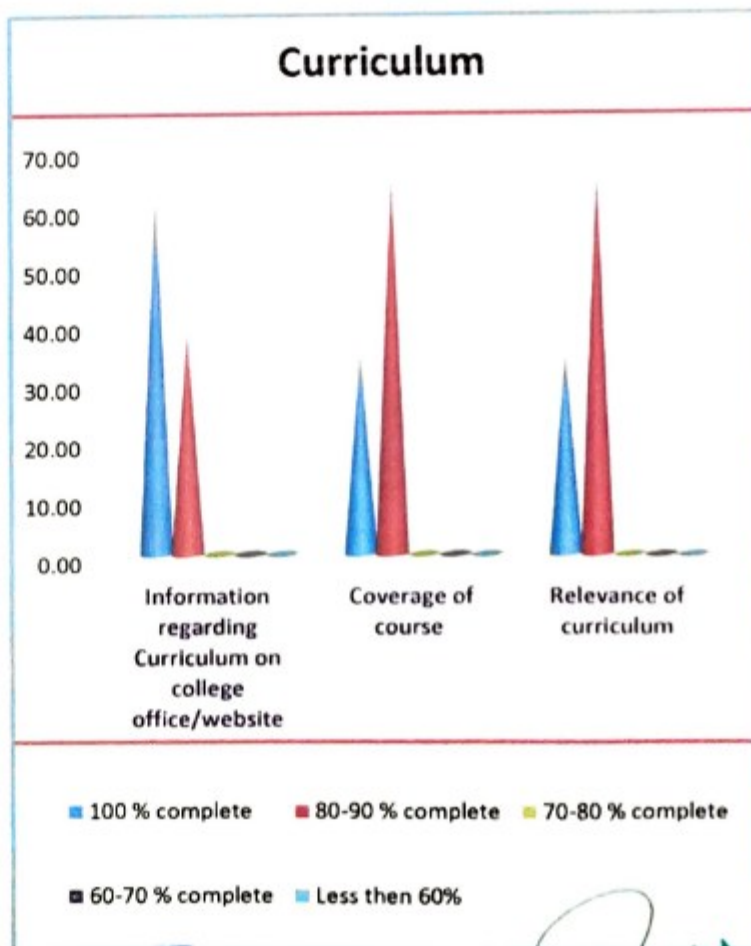 Curriculum
70.00
60.00
50.00
40.00
30.00
20.00
10.00
0.00
Information
regarding
Curriculum on
college
office/website
Coverage of
course
Relevance of
curriculum
100 % complete
80-90 % complete
70-80 % complete
60-70 % complete
Less then 60%